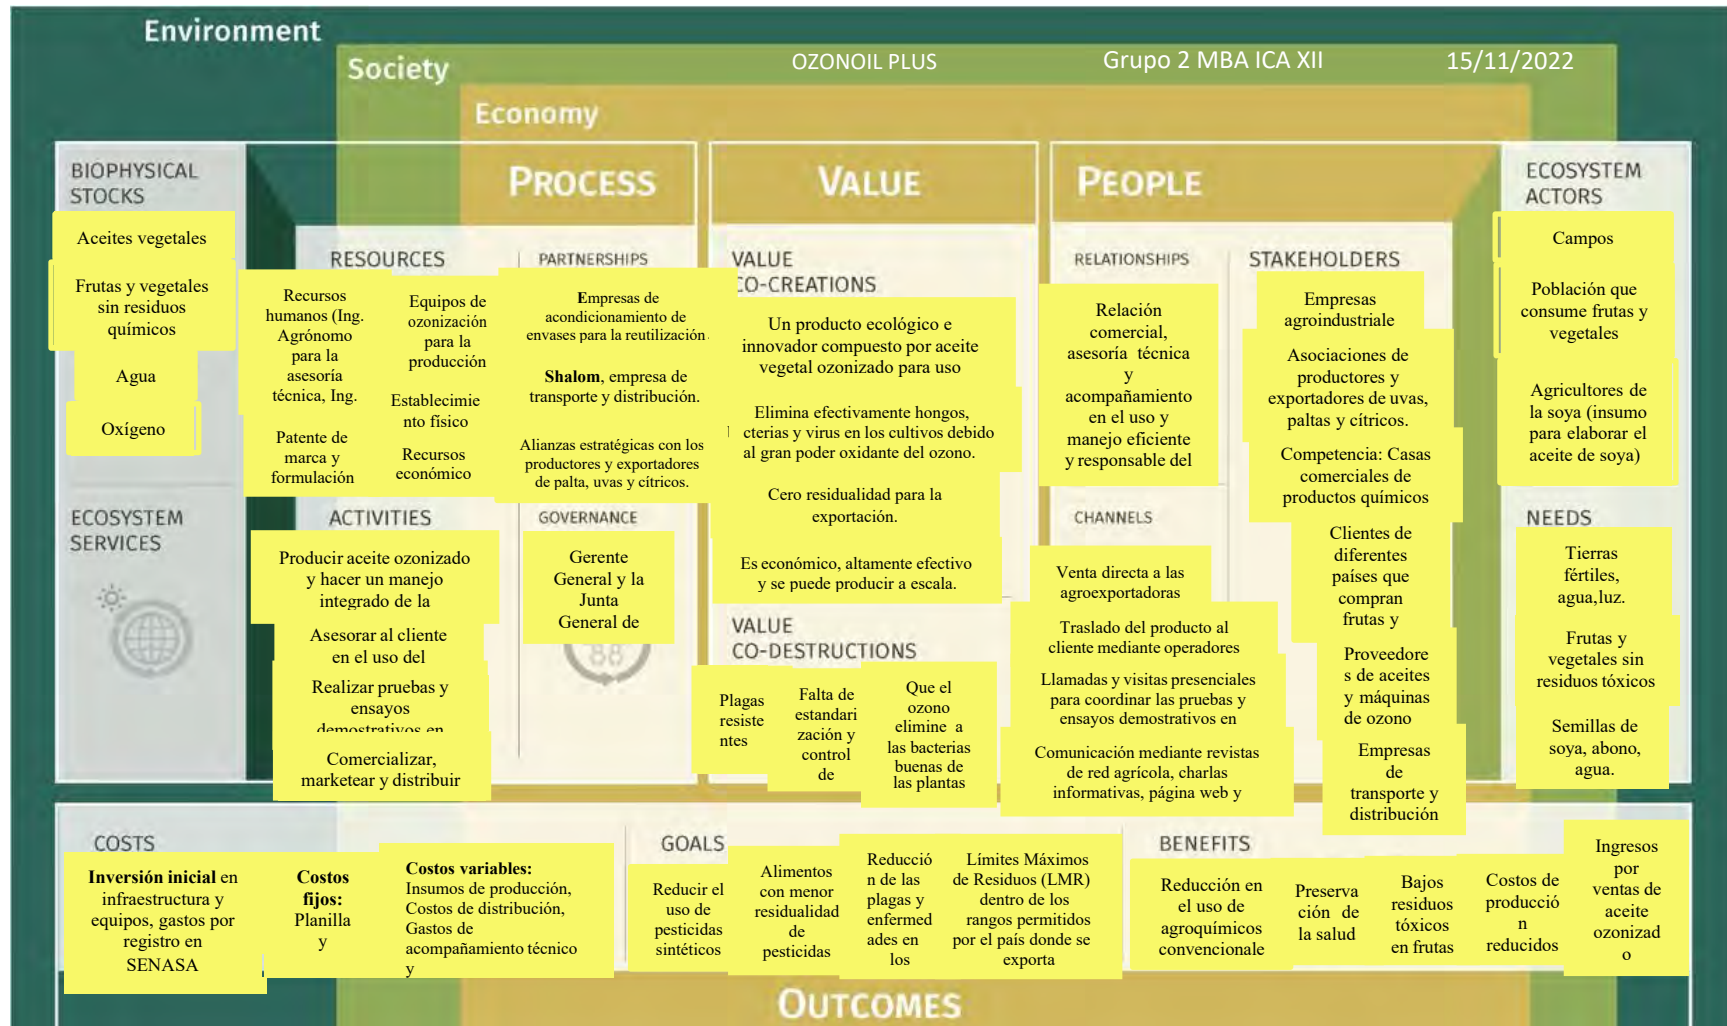 Environment
Society
OZONOIL PLUS
Grupo 2 MBA ICA XII
15/11/2022
Economy
BIOPHYSICAL
STOCKS
Aceites vegetales
Frutas y vegetales
sin residuos
químicos
Agua
Oxígeno
ECOSYSTEM
SERVICES
PROCESS
RESOURCES
Recursos
humanos (Ing.
Agrónomo
para la
asesoría
técnica, Ing.
Patente de
marca y
formulación
Equipos de
ozonización
para la
producción
Establecimie
nto físico
Recursos
económico
PARTNERSHIPS
Empresas de
acondicionamiento de
envases para la reutilización.
Shalom, empresa de
transporte y distribución.
Alianzas estratégicas con los
productores y exportadores
de palta, uvas y cítricos.
ACTIVITIES
Producir aceite ozonizado
y hacer un manejo
integrado de la
Asesorar al cliente
en el uso del
Realizar pruebas y
ensayos
demostrativos en
Comercializar,
marketear y distribuir
GOVERNANCE
Gerente
General y la
Junta
General de
VALUE
VALUE
CO-CREATIONS
Un producto ecológico e
innovador compuesto por aceite
vegetal ozonizado para uso
Elimina efectivamente hongos,
cterias y virus en los cultivos debido
al gran poder oxidante del ozono.
Cero residualidad para la
exportación.
Es económico, altamente efectivo
y se puede producir a escala.
VALUE
CO-DESTRUCTIONS
Plagas
resiste
ntes
Falta de
estandari
zación y
control
de
Que el
ozono
elimine a
las bacterias
buenas de
las plantas
PEOPLE
RELATIONSHIPS
Relación
comercial,
asesoría técnica
y
acompañamiento
en el uso y
manejo eficiente
y responsable del
CHANNELS
Venta directa a las
agroexportadoras
Traslado del producto al
cliente mediante operadores
Llamadas y visitas presenciales
para coordinar las pruebas y
ensayos demostrativos en
Comunicación mediante revistas
de red agrícola, charlas
informativas, página web y
STAKEHOLDERS
Empresas
agroindustriale
Asociaciones de
productores y
exportadores de uvas,
paltas y cítricos.
Competencia: Casas
comerciales de
productos químicos
Clientes de
diferentes
países que
compran
frutas y
Proveedore
s de aceites
y máquinas
de ozono
Empresas
de
transporte y
distribución
ECOSYSTEM
ACTORS
Campos
Población que
consume frutas y
vegetales
Agricultores de
la soya (insumo
para elaborar el
aceite de soya)
NEEDS
Tierras
fértiles,
agua,luz.
Frutas y
vegetales sin
residuos tóxicos
Semillas de
soya, abono,
agua.
COSTS
Inversión inicial en
infraestructura y
equipos, gastos por
registro en
SENASA
Costos
fijos:
Planilla
y
Costos variables:
Insumos de producción,
Costos de distribución,
Gastos de
acompañamiento técnico
y
GOALS
Reducir el
uso de
pesticidas
sintéticos
Alimentos
con menor
residualidad
de
pesticidas
Reducció
n de las
plagas y
enfermed
ades en
los
Límites Máximos
de Residuos (LMR)
dentro de los
rangos permitidos
por el país donde se
exporta
BENEFITS
Reducción en
el uso de
agroquímicos
convencionale
Preserva
ción de
la salud
Bajos
residuos
tóxicos
en frutas
Costos de
producció
n
reducidos
Ingresos
por
ventas de
aceite
ozonizad
o
OUTCOMES